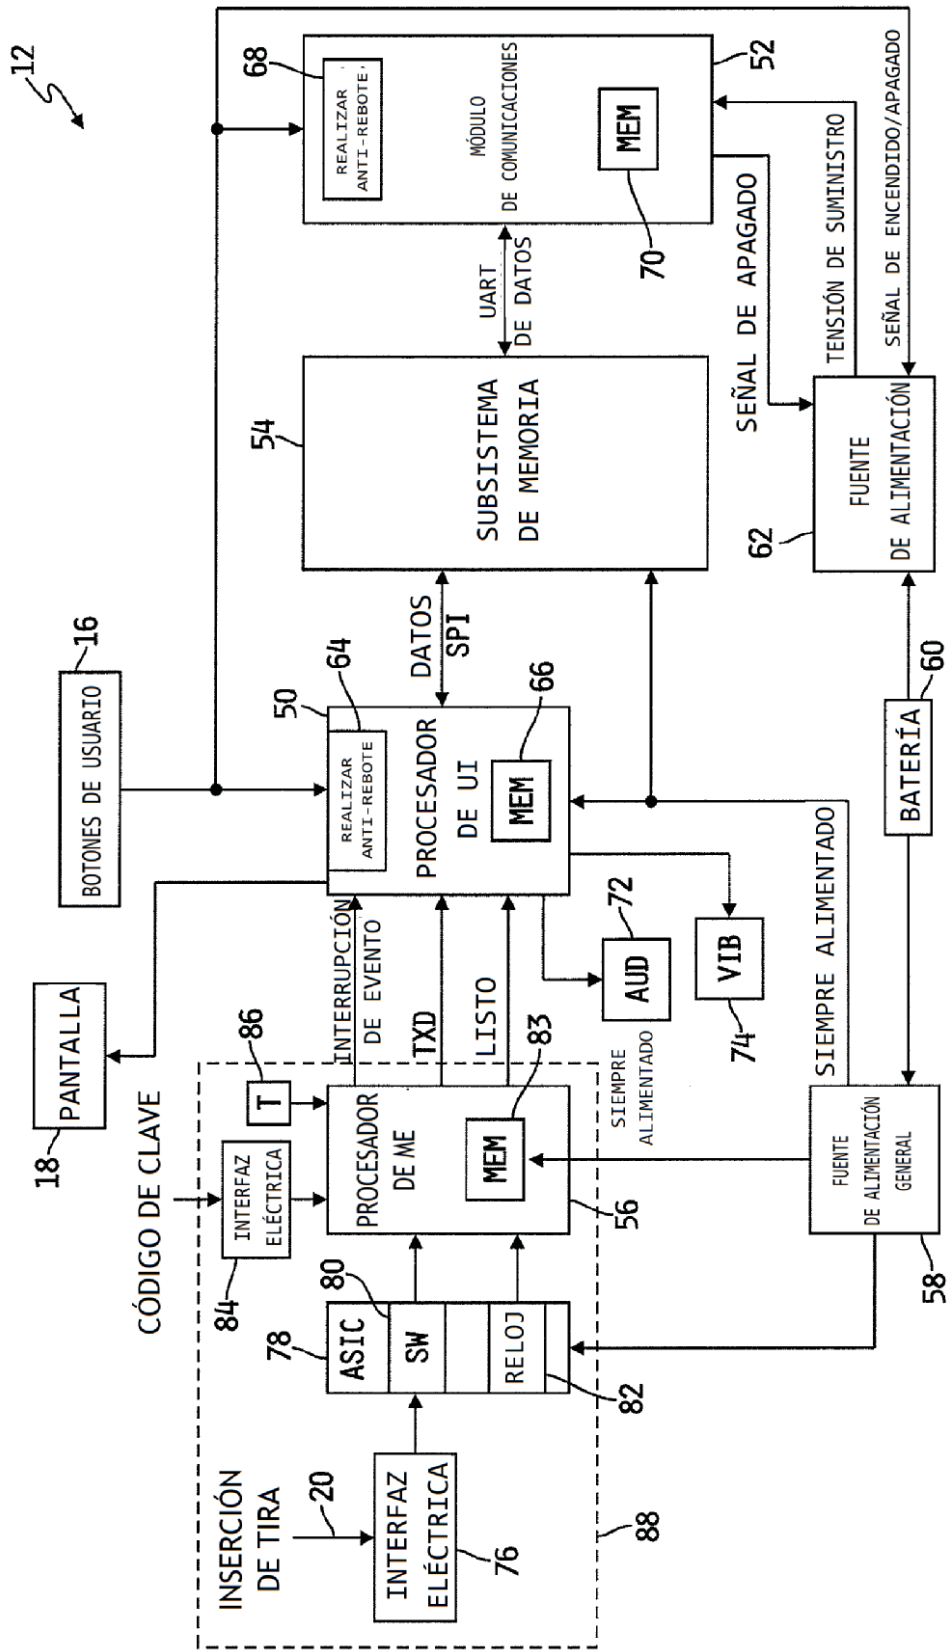 12
BOTONES DE USUARIO
16
PANTALLA
18
CÓDIGO DE CLAVE
INTERFAZ
ELÉCTRICA
84
T
86
INSERCIÓN
DE TIRA
20
INTERFAZ
ELÉCTRICA
76
78
ASIC
80
SW
RELOJ
82
PROCESADOR
DE ME
MEM
83
56
88
INTERRUPCIÓN
DE EVENTO
TXD
LISTO
50
64
REALIZAR
ANTI-REBOTE
PROCESADOR
DE UI
66
MEM
AUD
72
VIB
74
DATOS
SPI
54
SUBSISTEMA
DE MEMORIA
UART
DE DATOS
68
REALIZAR
ANTI-REBOTE
MÓDULO
DE COMUNICACIONES
MEM
70
52
SEÑAL DE APAGADO
TENSIÓN DE SUMINISTRO
SEÑAL DE ENCENDIDO/APAGADO
62
FUENTE
DE ALIMENTACIÓN
BATERÍA
60
SIEMPRE ALIMENTADO
SIEMPRE
ALIMENTADO
FUENTE
DE ALIMENTACIÓN
GENERAL
58